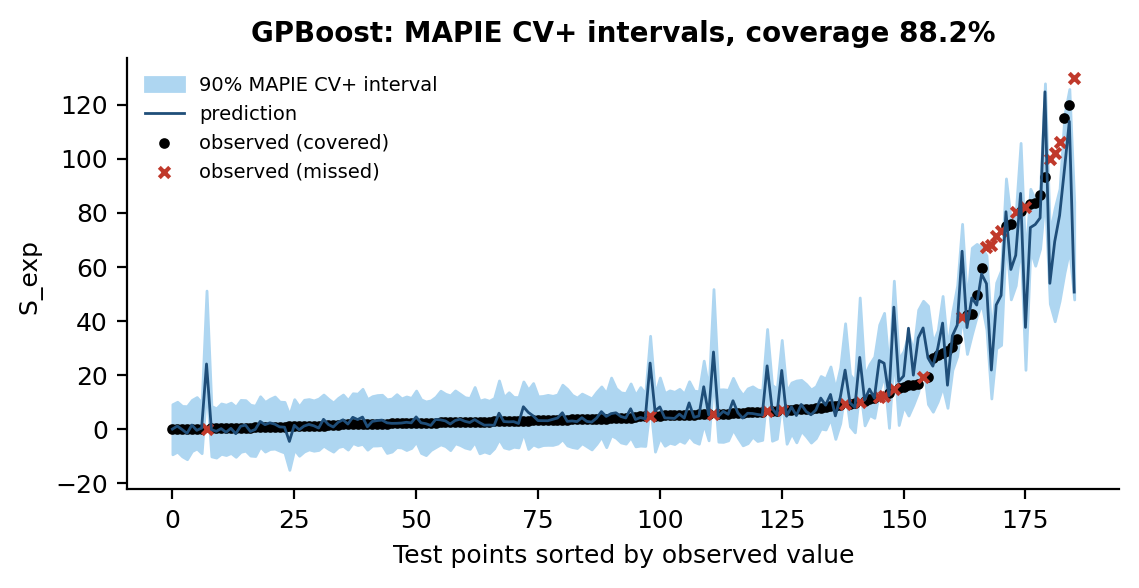 GPBoost: MAPIE CV+ intervals, coverage 88.2%
90% MAPIE CV+ interval
prediction
observed (covered)
observed (missed)
S_exp
120
100
80
60
40
20
0
−20
0 25 50 75 100 125 150 175
Test points sorted by observed value